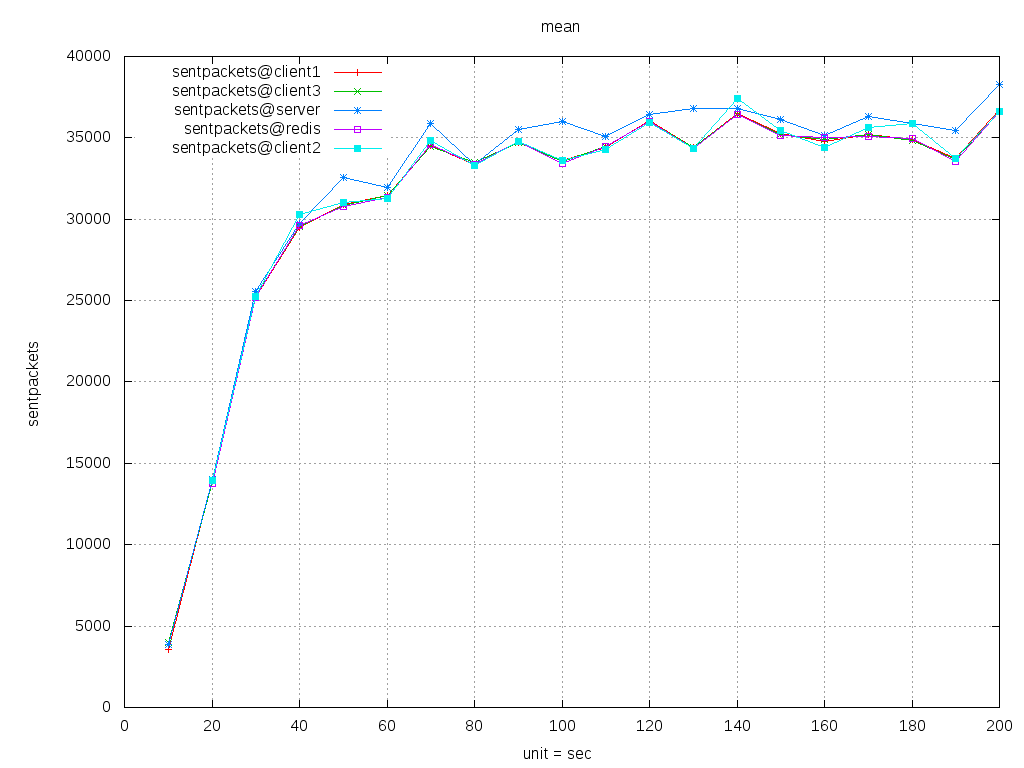 mean
40000
35000
30000
25000
20000
15000
10000
5000
0
sentpackets
sentpackets@client1
sentpackets@client3
sentpackets@server
sentpackets@redis
sentpackets@client2
0 20 40 60 80 100 120 140 160 180 200
unit = sec